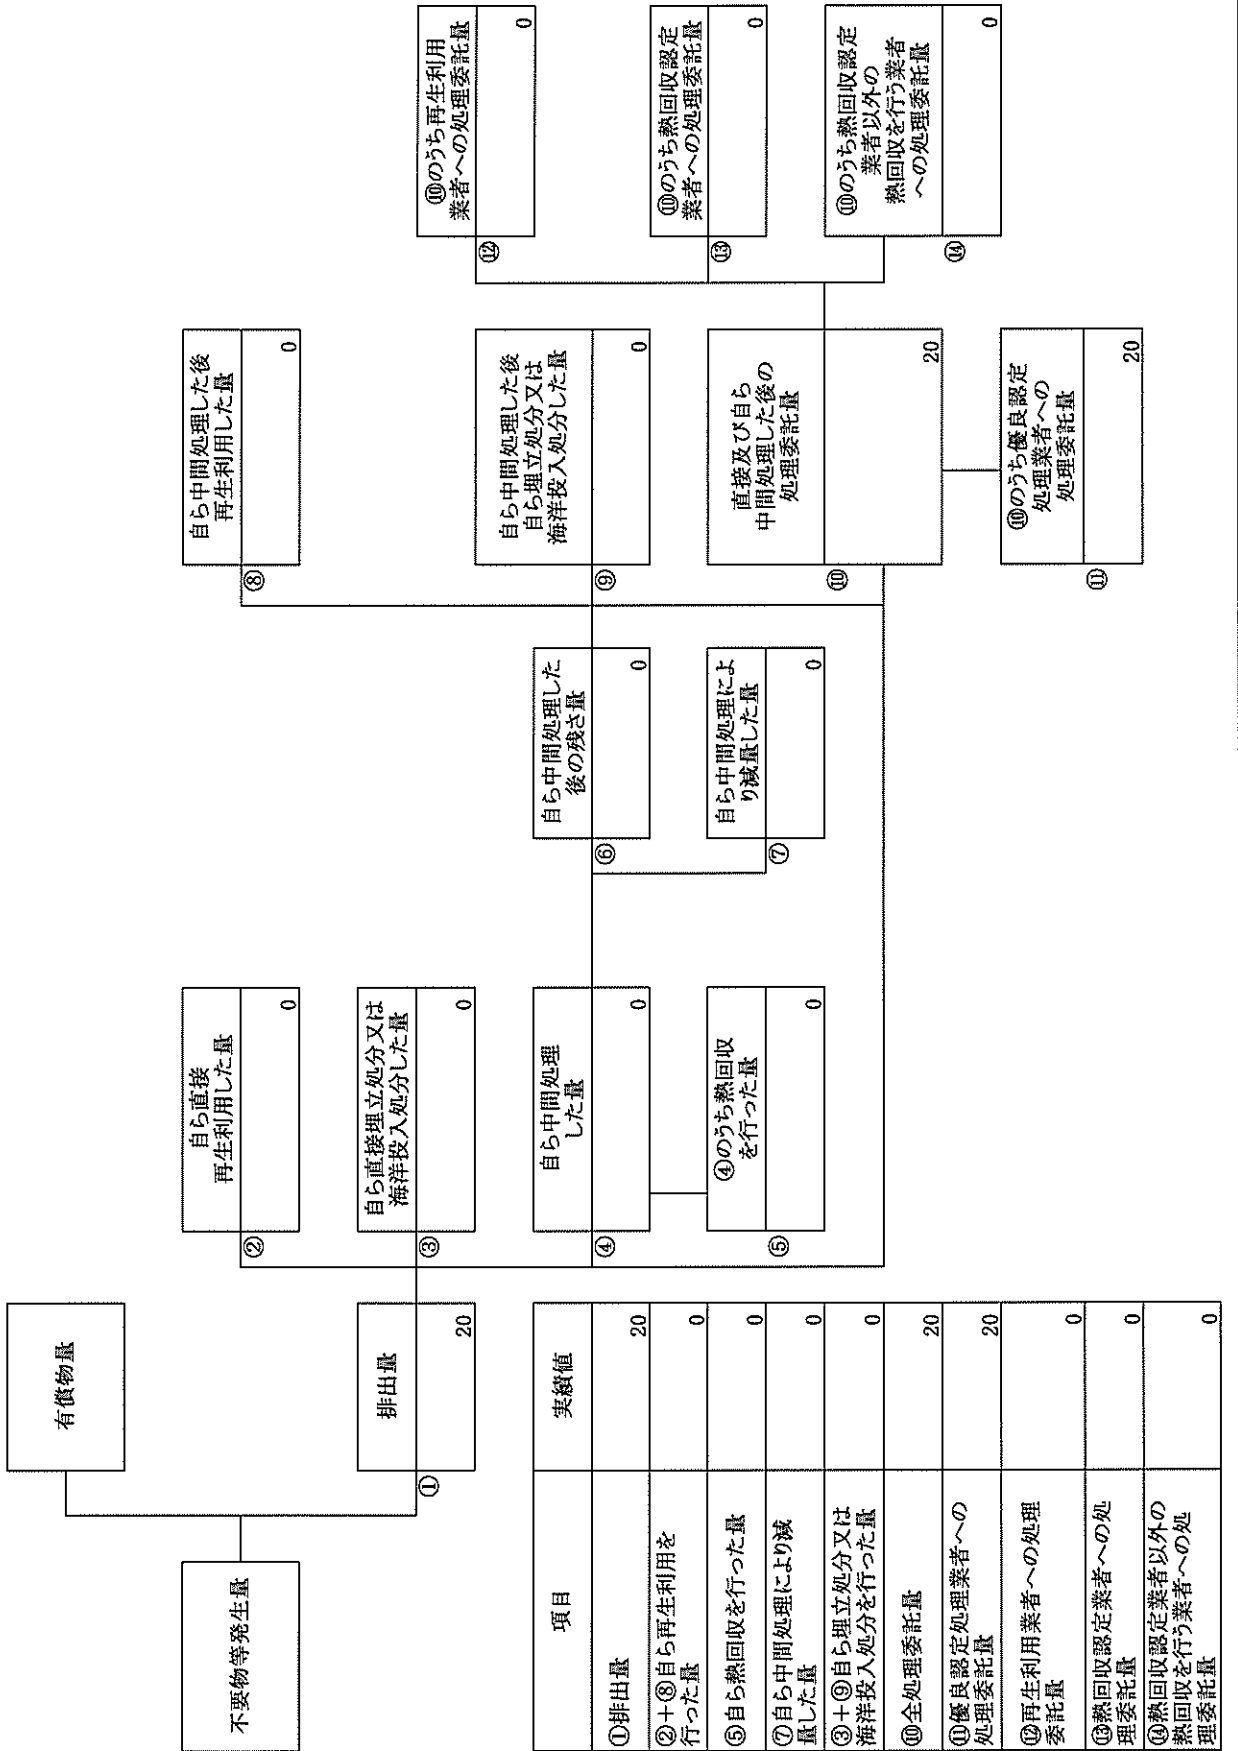 不要物等発生量
有償物量
排出量
①
20
自ら直接
再生利用した量
②
0
自ら直接埋立処分又は
海洋投入処分した量
③
0
自ら中間処理
した量
④
0
④のうち熱回収
を行った量
⑤
0
自ら中間処理した
後の残さ量
⑥
0
自ら中間処理によ
り減量した量
⑦
0
自ら中間処理した後
再生利用した量
⑧
0
自ら中間処理した後
自ら埋立処分又は
海洋投入処分した量
⑨
0
直接及び自ら
中間処理した後の
処理委託量
⑩
20
⑩のうち優良認定
処理業者への
処理委託量
⑪
20
⑩のうち再生利用
業者への処理委託量
⑫
0
⑩のうち熱回収認定
業者への処理委託量
⑬
0
⑩のうち熱回収認定
業者以外の
熱回収を行う業者
への処理委託量
⑭
0
項目 実績値
①排出量 20
②+⑧自ら再生利用を
行った量 0
⑤自ら熱回収を行った量 0
⑦自ら中間処理により減
量した量 0
③+⑨自ら埋立処分又は
海洋投入処分を行った量 0
⑩全処理委託量 20
⑪優良認定処理業者への
処理委託量 20
⑫再生利用業者への処理
委託量 0
⑬熱回収認定業者への処
理委託量 0
⑭熱回収認定業者以外の
熱回収を行う業者への処
理委託量 0